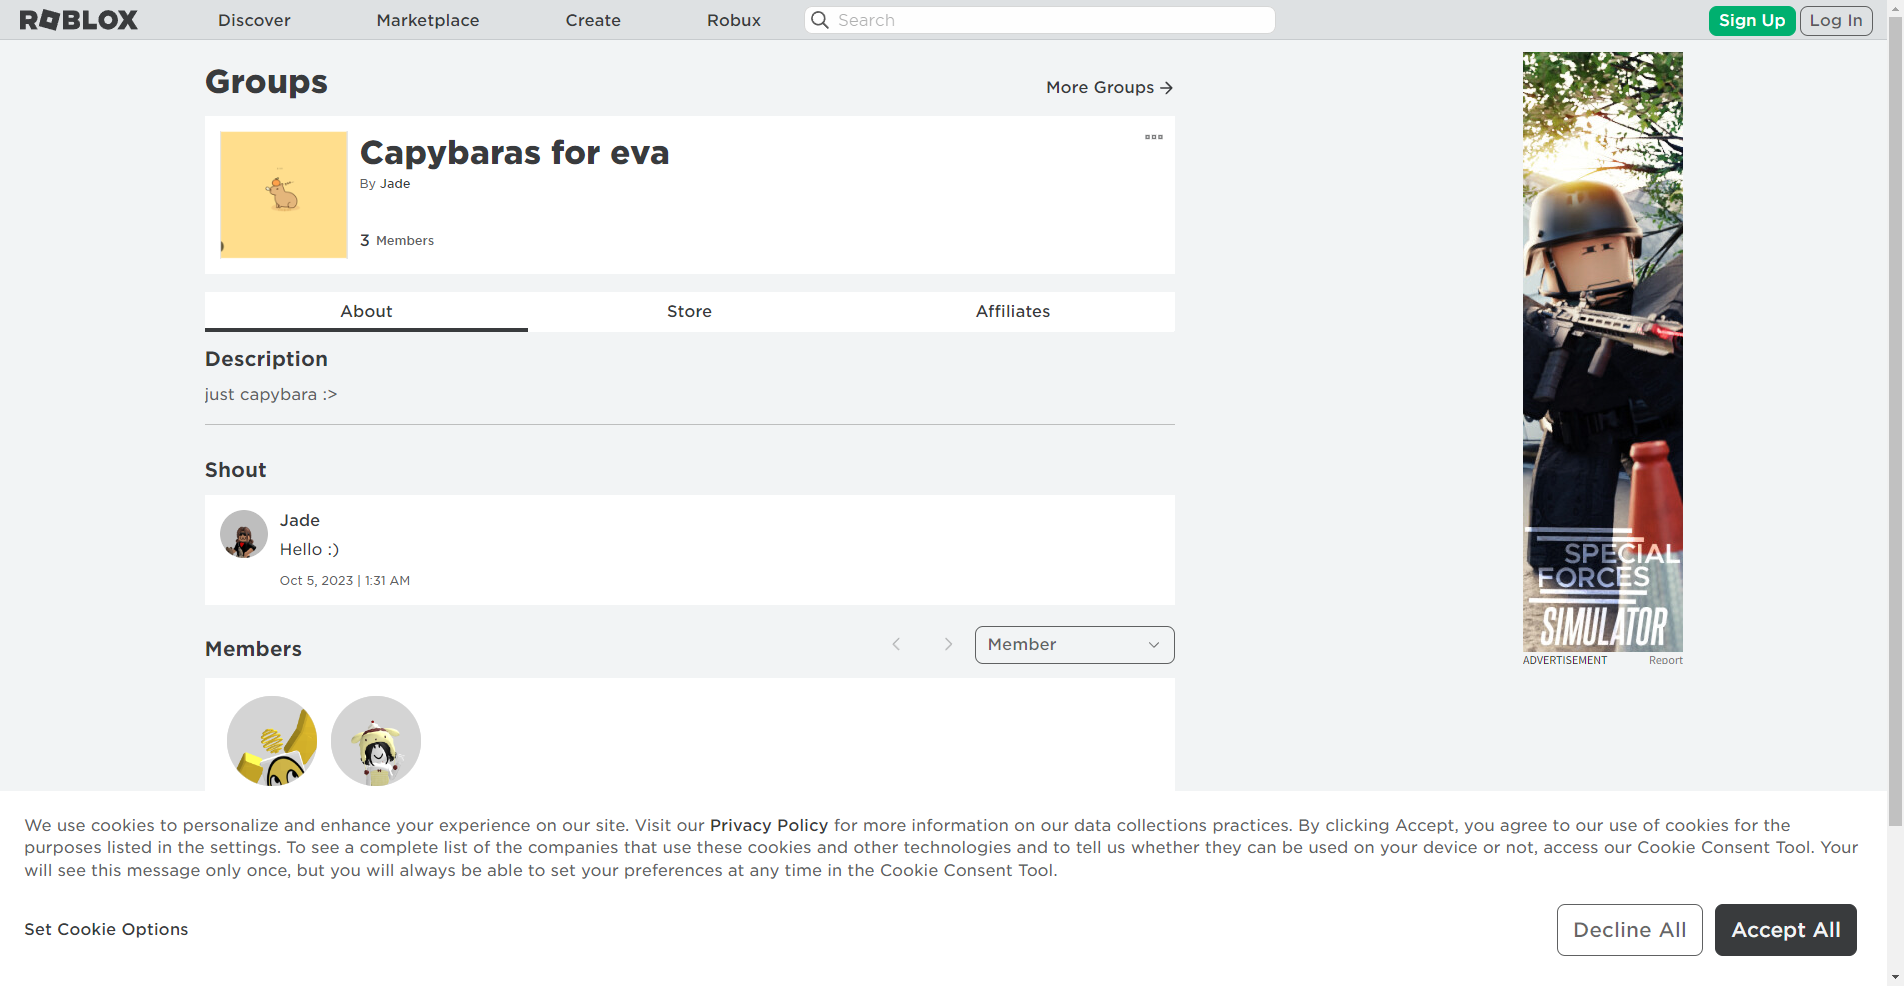 ROBLOX Discover Marketplace Create Robux Search Sign Up Log In
Groups
More Groups →
Capybaras for eva
By Jade
3 Members
About Store Affiliates
Description
just capybara :>
Shout
Jade
Hello :)
Oct 5, 2023 | 1:31 AM
Members
Member
SPECIAL
FORCES
SIMULATOR
ADVERTISEMENT Report
We use cookies to personalize and enhance your experience on our site. Visit our Privacy Policy for more information on our data collections practices. By clicking Accept, you agree to our use of cookies for the
purposes listed in the settings. To see a complete list of the companies that use these cookies and other technologies and to tell us whether they can be used on your device or not, access our Cookie Consent Tool. Your
will see this message only once, but you will always be able to set your preferences at any time in the Cookie Consent Tool.
Set Cookie Options
Decline All
Accept All